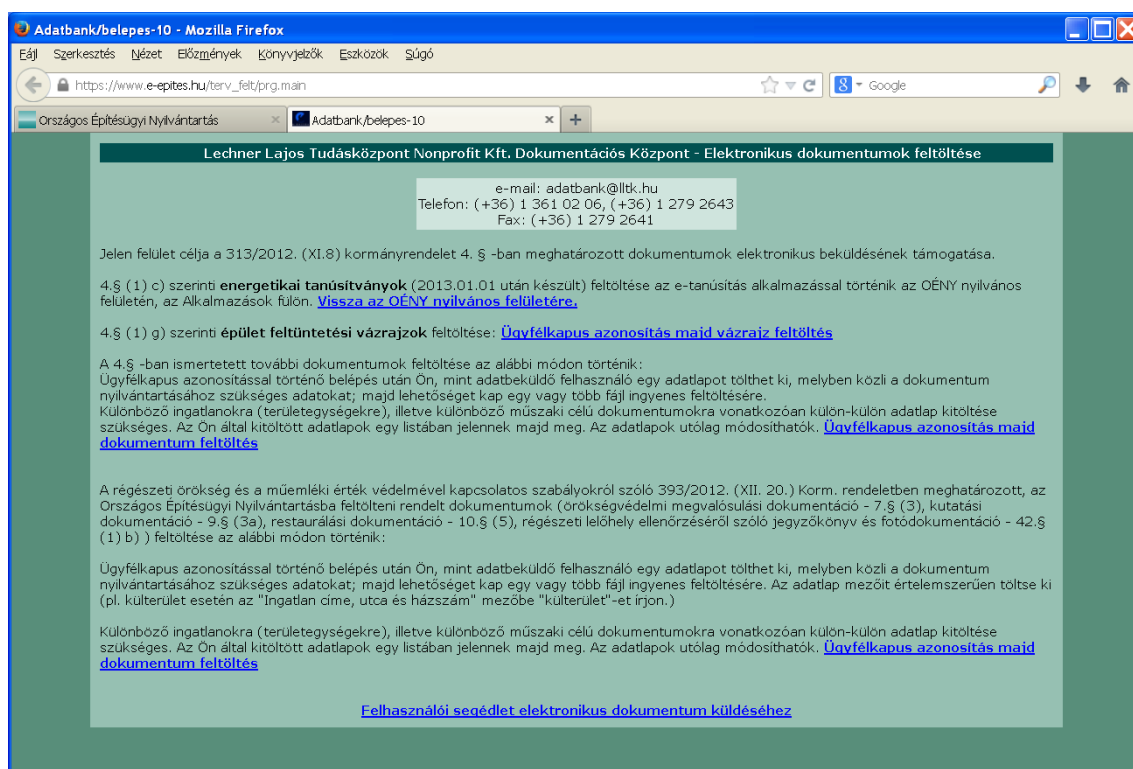 Adatbank/belepes-10 - Mozilla Firefox
Fájl Szerkesztés Nézet Előzmények Könyvjelzők Eszközök Súgó
https://www.e-epites.hu/terv_felt/prg.main
8 Google
Országos Építésügyi Nyilvántartás
Adatbank/belepes-10
Lechner Lajos Tudásközpont Nonprofit Kft. Dokumentációs Központ - Elektronikus dokumentumok feltöltése
e-mail: adatbank@lltk.hu
Telefon: (+36) 1 361 02 06, (+36) 1 279 2643
Fax: (+36) 1 279 2641
Jelen felület célja a 313/2012. (XI.8) kormányrendelet 4. § -ban meghatározott dokumentumok elektronikus beküldésének támogatása.
4.§ (1) c) szerinti energetikai tanúsítványok (2013.01.01 után készült) feltöltése az e-tanúsítás alkalmazással történik az OÉNY nyilvános
felületén, az Alkalmazások fülön. Vissza az OÉNY nyilvános felületére.
4.§ (1) g) szerinti épület feltüntetési vázrajzok feltöltése: Ügyfélkapus azonosítás majd vázrajz feltöltés
A 4.§ -ban ismertetett további dokumentumok feltöltése az alábbi módon történik:
Ügyfélkapus azonosítással történő belépés után Ön, mint adatbeküldő felhasználó egy adatlapot tölthet ki, melyben közli a dokumentum
nyilvántartásához szükséges adatokat; majd lehetőséget kap egy vagy több fájl ingyenes feltöltésére.
Különböző ingatlanokra (területegységekre), illetve különböző műszaki célú dokumentumokra vonatkozóan külön-külön adatlap kitöltése
szükséges. Az Ön által kitöltött adatlapok egy listában jelennek majd meg. Az adatlapok utólag módosíthatók. Ügyfélkapus azonosítás majd
dokumentum feltöltés
A régészeti örökség és a műemléki érték védelmével kapcsolatos szabályokról szóló 393/2012. (XII. 20.) Korm. rendeletben meghatározott, az
Országos Építésügyi Nyilvántartásba feltölteni rendelt dokumentumok (örökségvédelmi megvalósulási dokumentáció - 7.§ (3), kutatási
dokumentáció - 9.§ (3a), restaurálási dokumentáció - 10.§ (5), régészeti lelőhely ellenőrzéséről szóló jegyzőkönyv és fotódokumentáció - 42.§
(1) b) ) feltöltése az alábbi módon történik:
Ügyfélkapus azonosítással történő belépés után Ön, mint adatbeküldő felhasználó egy adatlapot tölthet ki, melyben közli a dokumentum
nyilvántartásához szükséges adatokat; majd lehetőséget kap egy vagy több fájl ingyenes feltöltésére. Az adatlap mezőit értelemszerűen töltse ki
(pl. külterület esetén az "Ingatlan címe, utca és házszám" mezőbe "külterület"-et írjon.)
Különböző ingatlanokra (területegységekre), illetve különböző műszaki célú dokumentumokra vonatkozóan külön-külön adatlap kitöltése
szükséges. Az Ön által kitöltött adatlapok egy listában jelennek majd meg. Az adatlapok utólag módosíthatók. Ügyfélkapus azonosítás majd
dokumentum feltöltés
Felhasználói segédlet elektronikus dokumentum küldéséhez